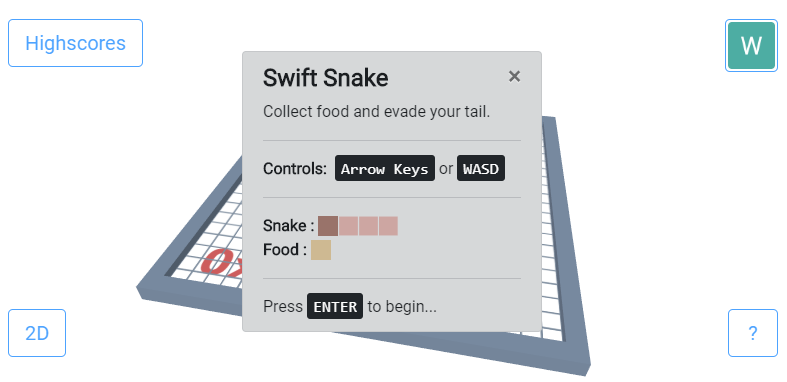 Highscores
W
Swift Snake
×
Collect food and evade your tail.
Controls: Arrow Keys or WASD
Snake :
Food :
Press ENTER to begin...
2D
?